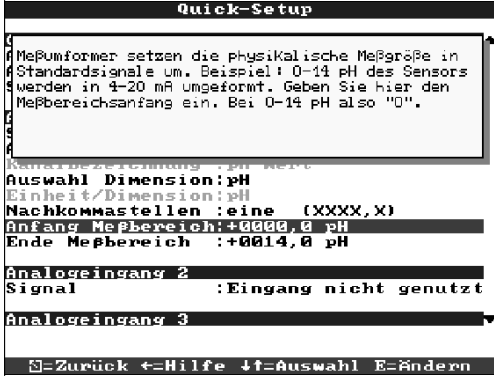 Quick-Setup
Meßumformer setzen die physikalische Meßgröße in
Standardsignale um. Beispiel: 0-14 pH des Sensors
werden in 4-20 mA umgeformt. Geben Sie hier den
Meßbereichsanfang ein. Bei 0-14 pH also "0".
Kanalbezeichnung :pH Wert
Auswahl Dimension:pH
Einheit/Dimension:pH
Nachkommastellen :eine (XXXX,X)
Anfang Meßbereich:+0000,0 pH
Ende Meßbereich :+0014,0 pH
Analogeingang 2
Signal :Eingang nicht genutzt
Analogeingang 3
=Zurück ←=Hilfe ↓↑=Auswahl E=Ändern